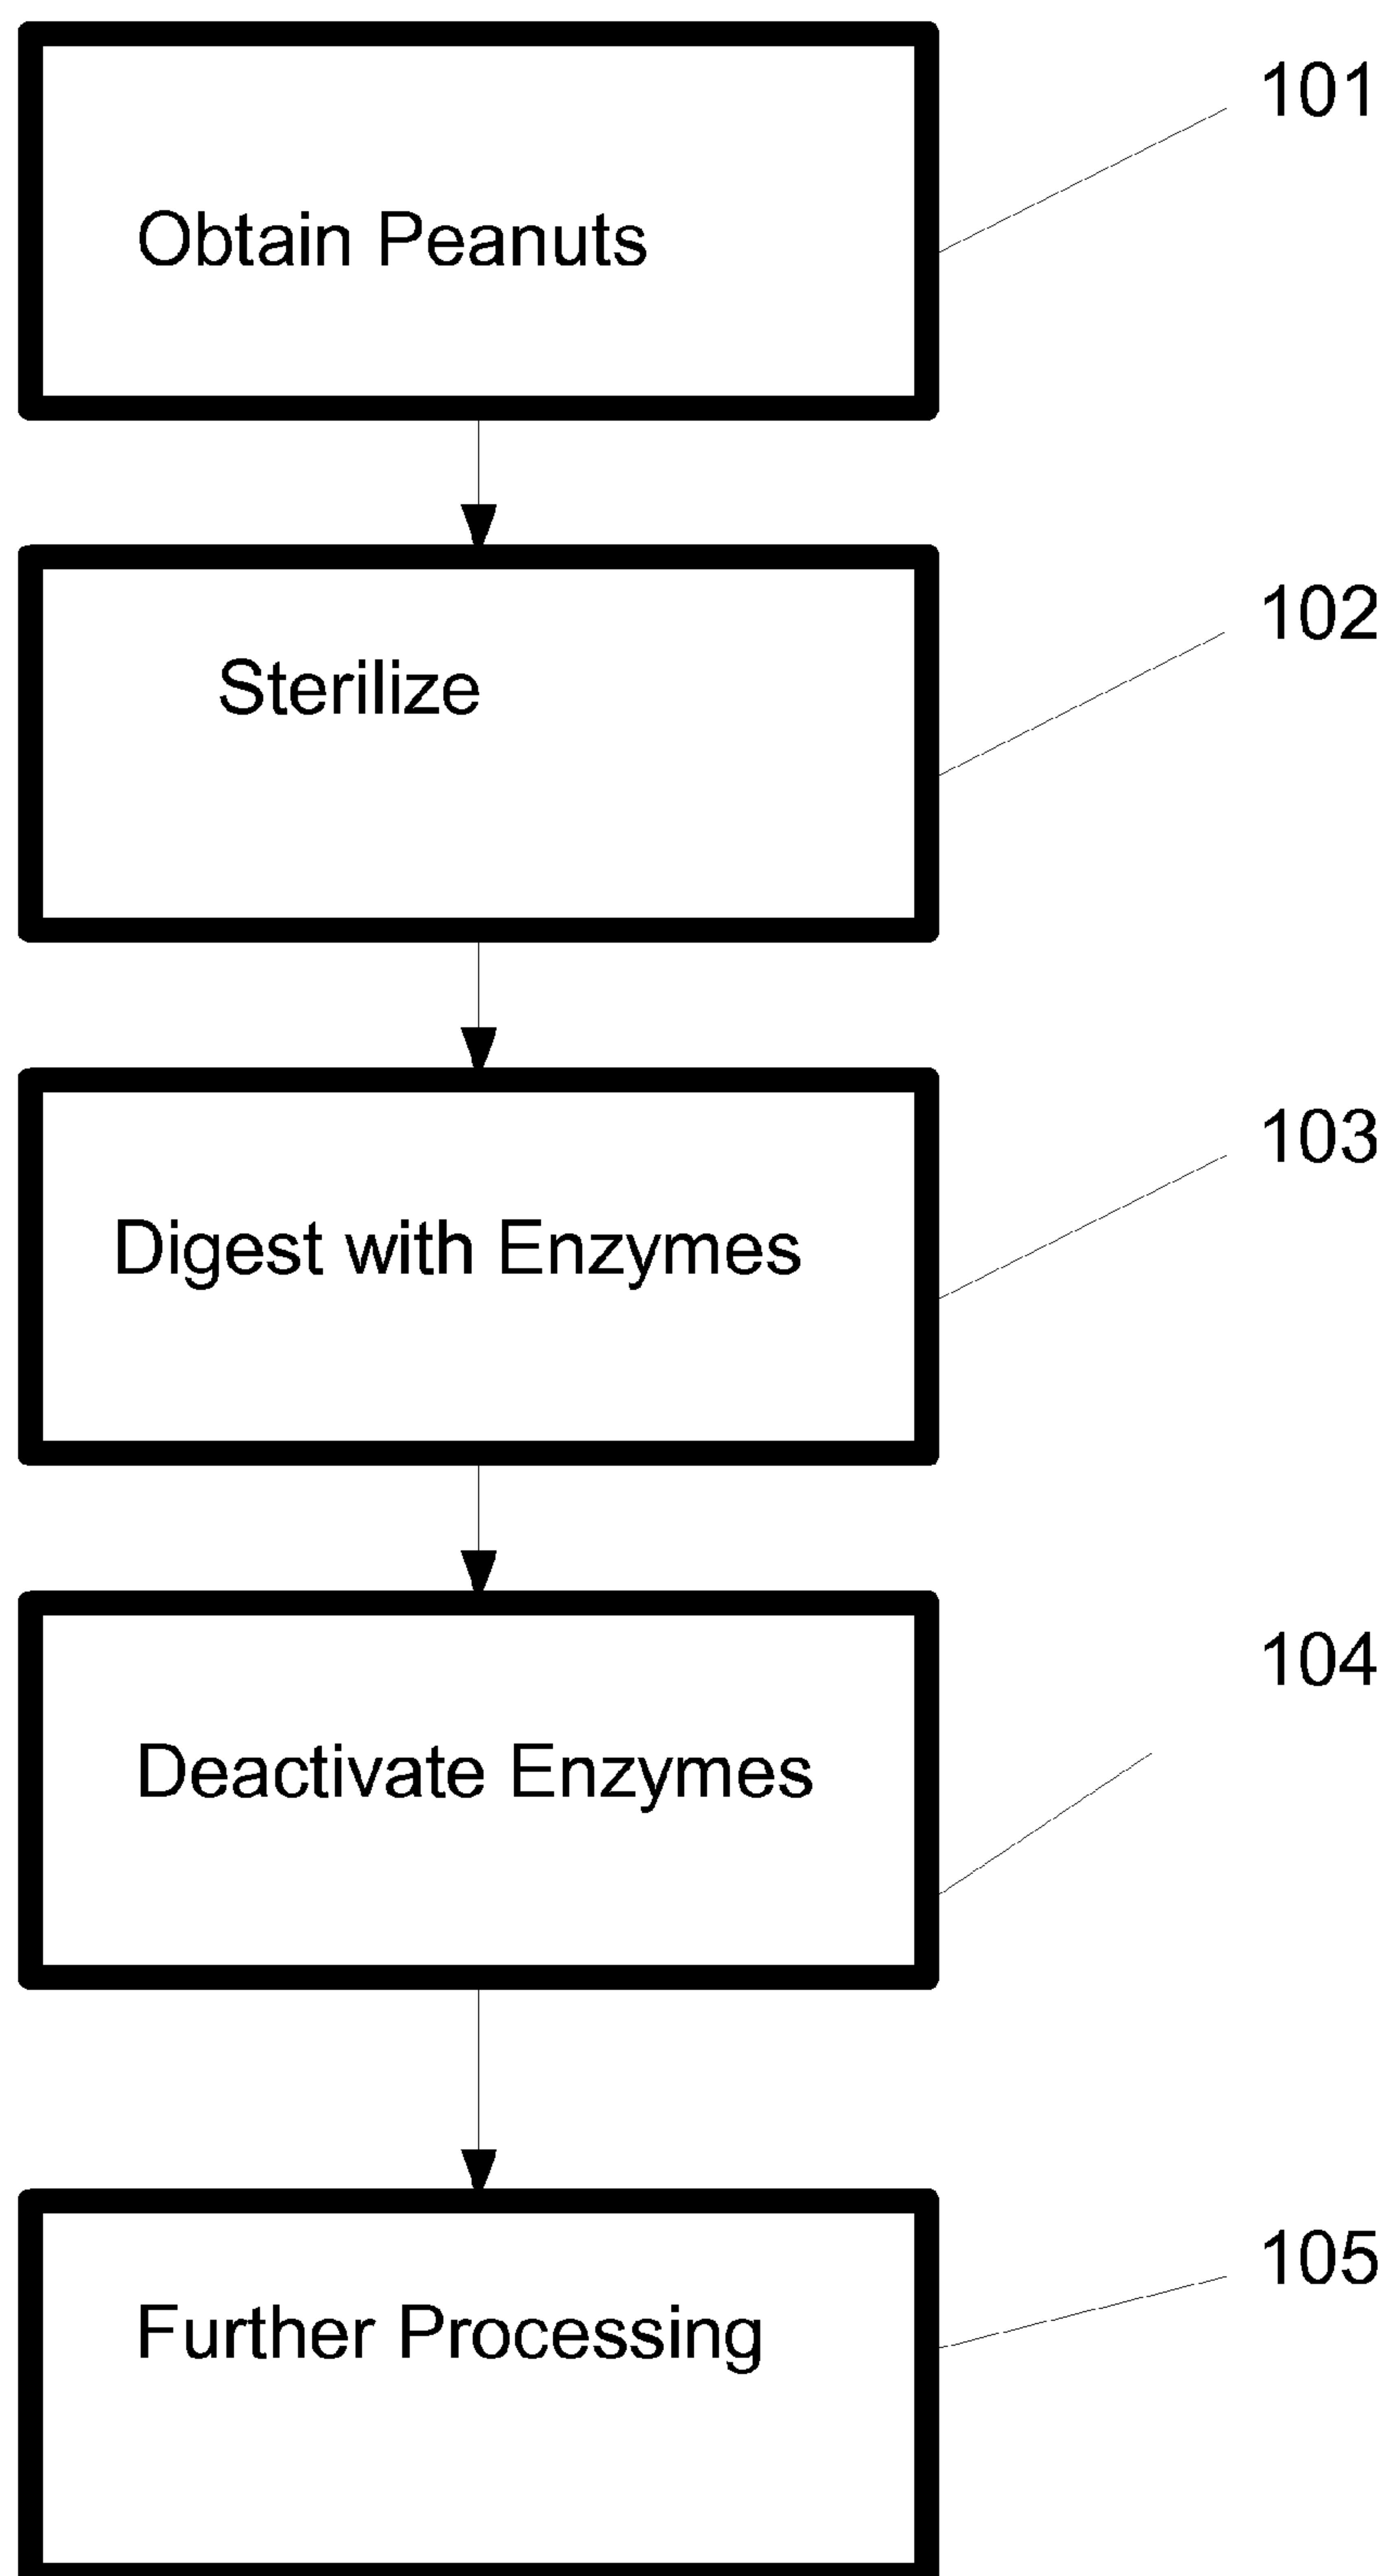 Obtain Peanuts
101
Sterilize
102
Digest with Enzymes
103
Deactivate Enzymes
104
Further Processing
105